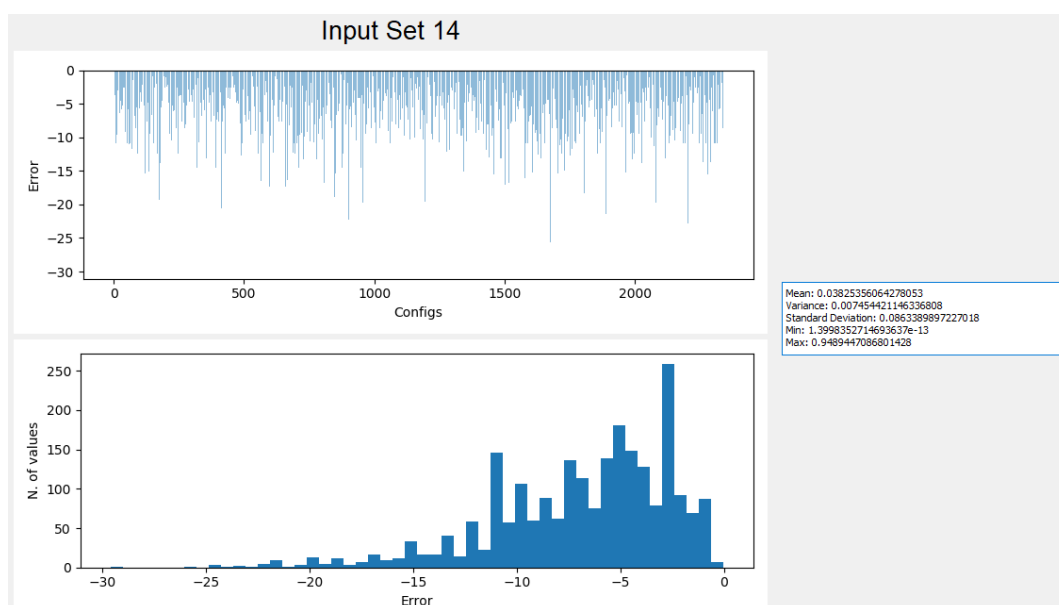 Input Set 14
0
−5
−10
−15
−20
−25
−30
Error
0
500
1000
1500
2000
Configs
Mean: 0.03825356064278053
Variance: 0.007454421146336808
Standard Deviation: 0.0863389897227018
Min: 1.3998352714693637e-13
Max: 0.9489447086801428
250
200
150
100
50
0
N. of values
−30
−25
−20
−15
−10
−5
0
Error